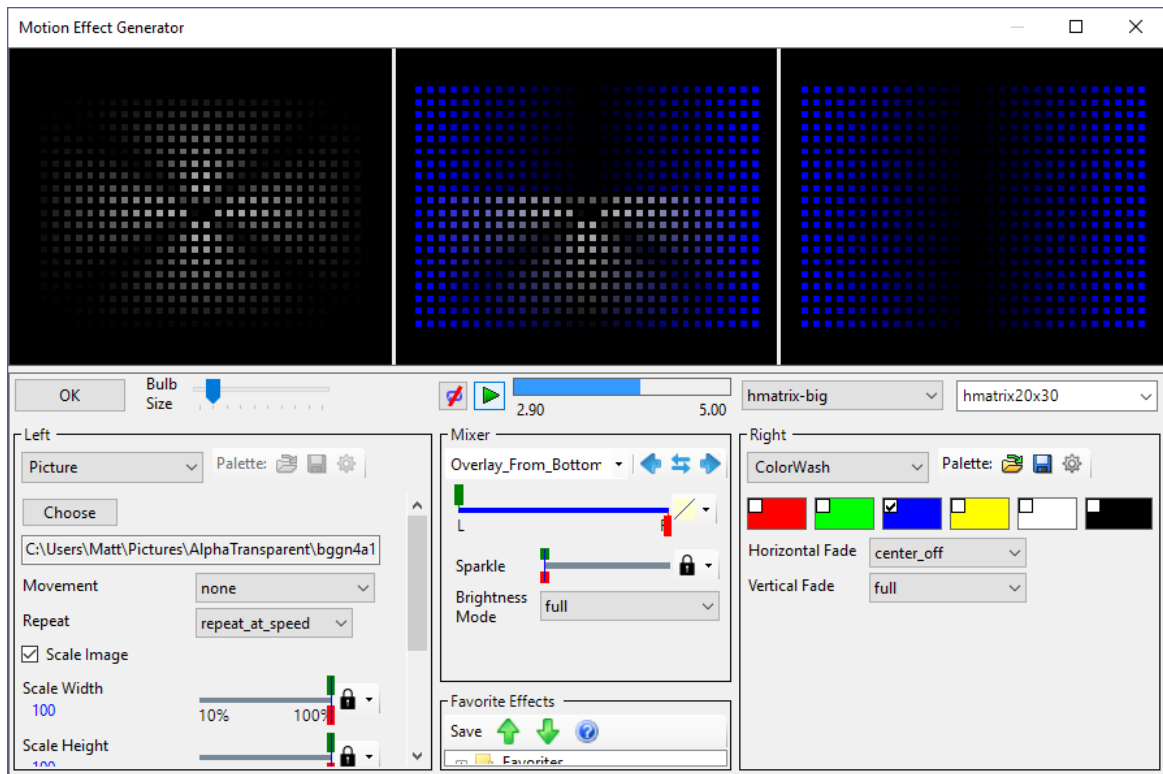 Motion Effect Generator
OK
Bulb Size
2.90
5.00
hmatrix-big
hmatrix20x30
Left
Picture
Palette:
Choose
C:\Users\Matt\Pictures\AlphaTransparent\bggn4a1
Movement
none
Repeat
repeat_at_speed
Scale Image
Scale Width
100
10%
100%
Scale Height
100
Mixer
Overlay_From_Bottom
L
Sparkle
Brightness Mode
full
Favorite Effects
Save
Favorites
Right
ColorWash
Palette:
Horizontal Fade
center_off
Vertical Fade
full